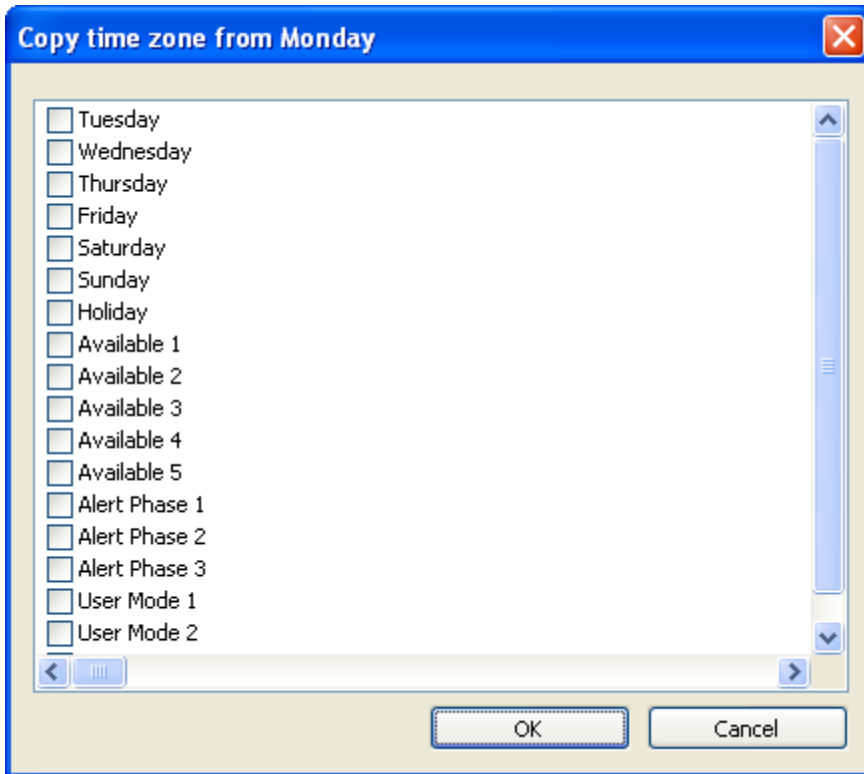 Copy time zone from Monday
Tuesday
Wednesday
Thursday
Friday
Saturday
Sunday
Holiday
Available 1
Available 2
Available 3
Available 4
Available 5
Alert Phase 1
Alert Phase 2
Alert Phase 3
User Mode 1
User Mode 2
OK Cancel